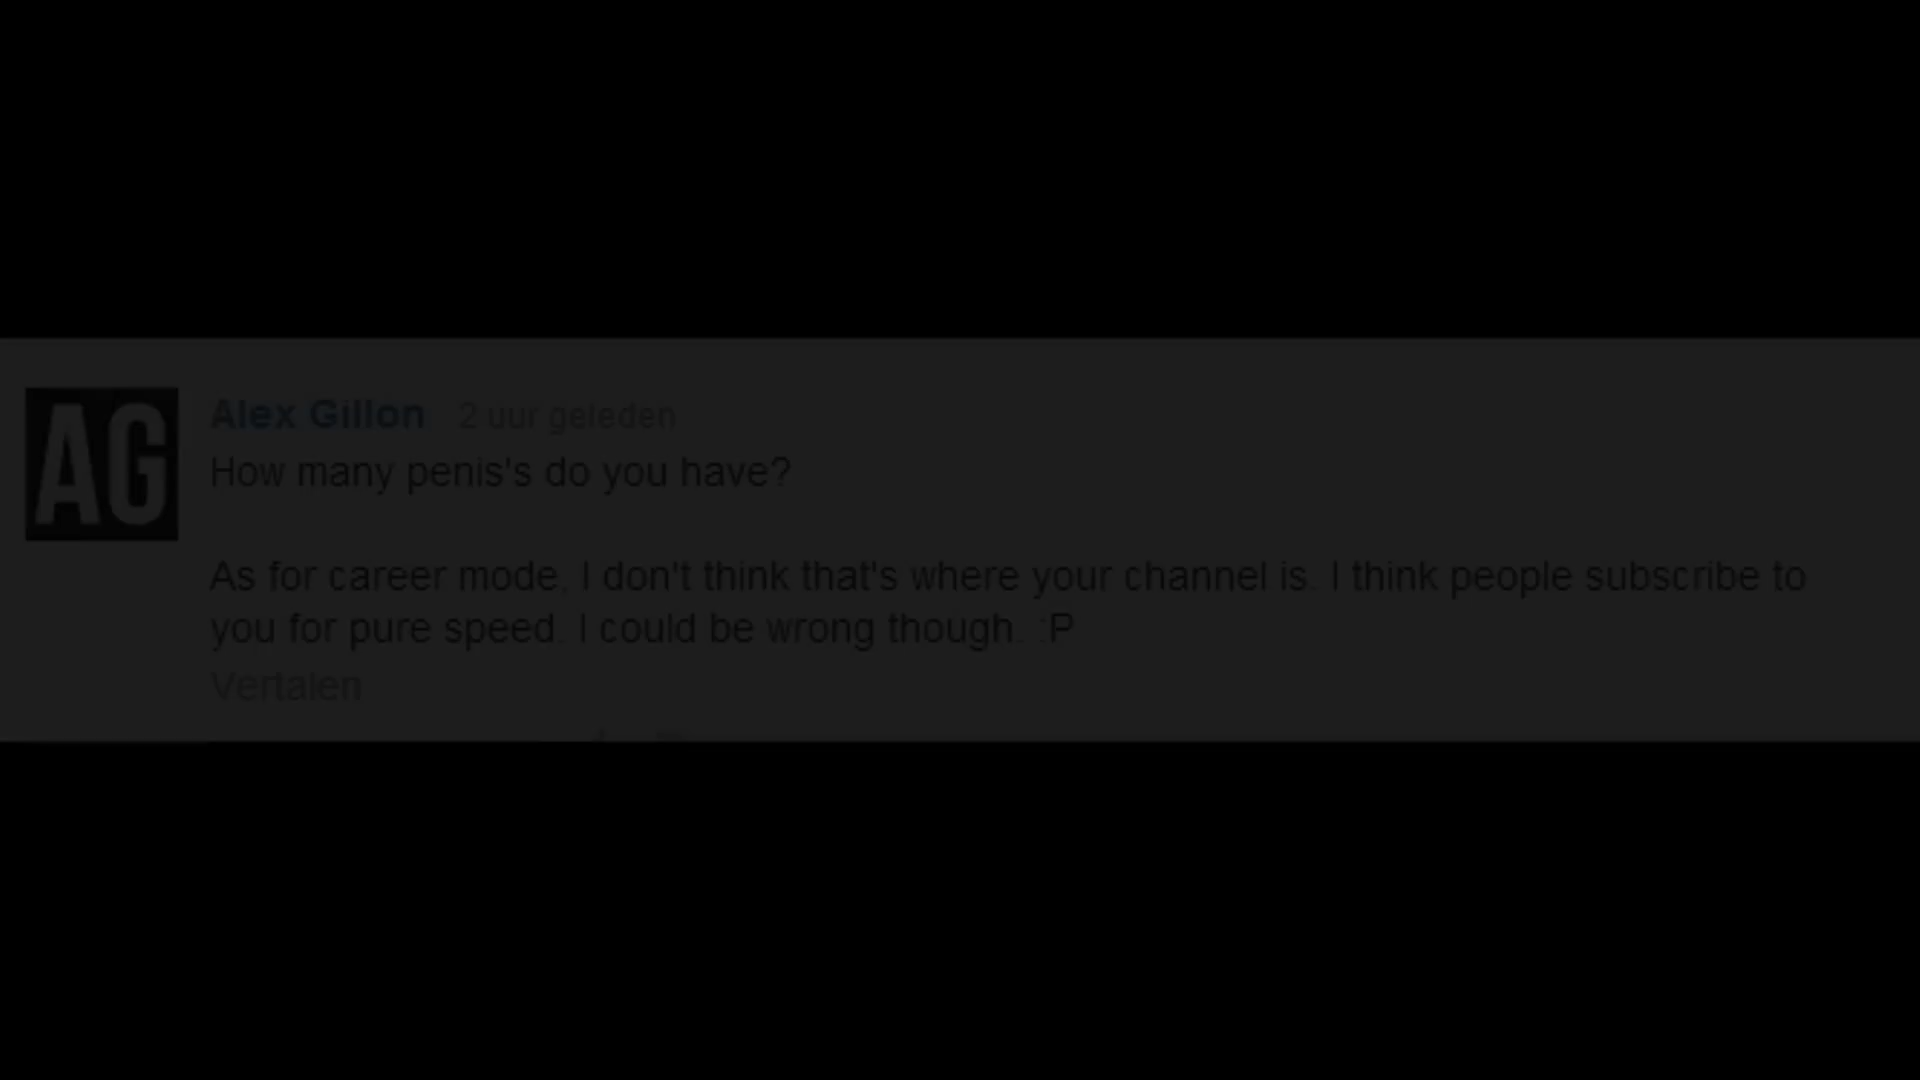 AG
Alex Gillon 2 uur geleden
How many penis's do you have?
As for career mode, I don't think that's where your channel is. I think people subscribe to
you for pure speed. I could be wrong though. :P
Vertalen